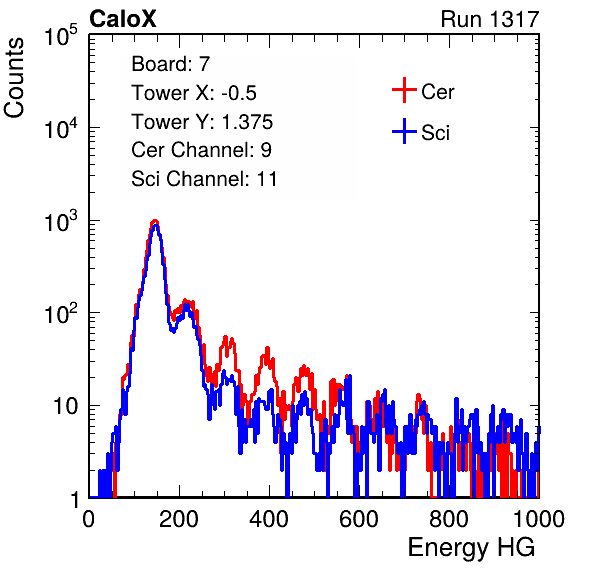 CaloX Run 1317
Counts
10^5
10^4
10^3
10^2
10
1
Board: 7
Tower X: -0.5
Tower Y: 1.375
Cer Channel: 9
Sci Channel: 11
Cer
Sci
0 200 400 600 800 1000
Energy HG